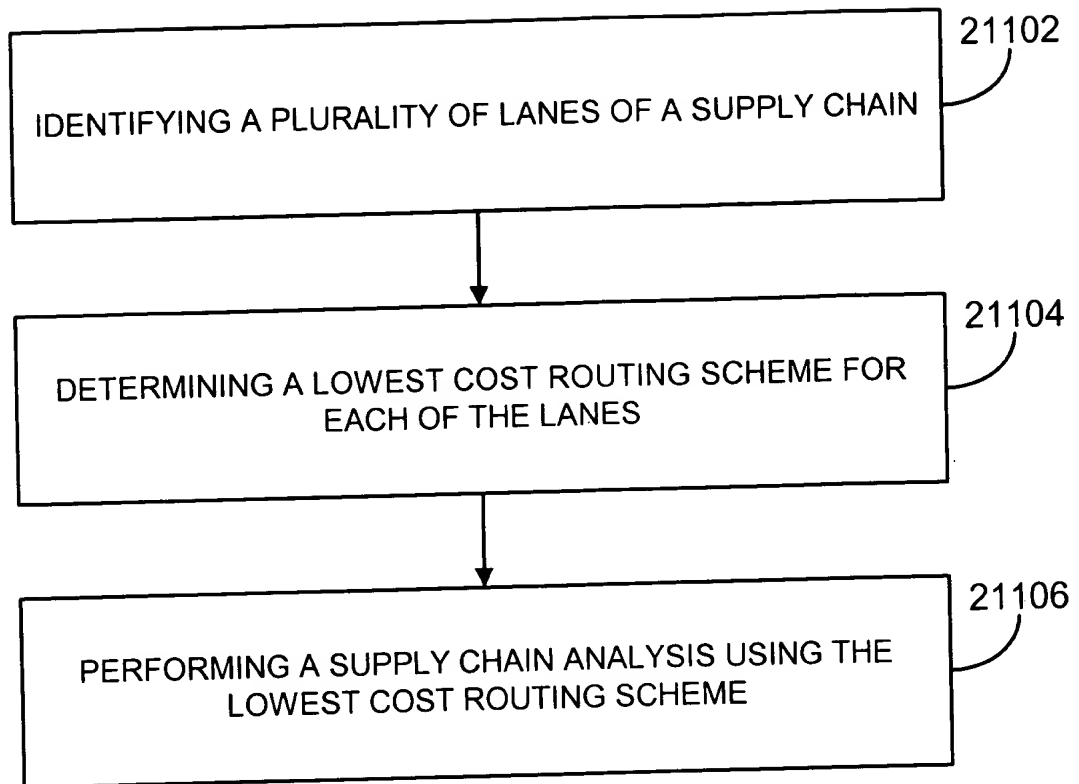 21102
IDENTIFYING A PLURALITY OF LANES OF A SUPPLY CHAIN
21104
DETERMINING A LOWEST COST ROUTING SCHEME FOR
EACH OF THE LANES
21106
PERFORMING A SUPPLY CHAIN ANALYSIS USING THE
LOWEST COST ROUTING SCHEME